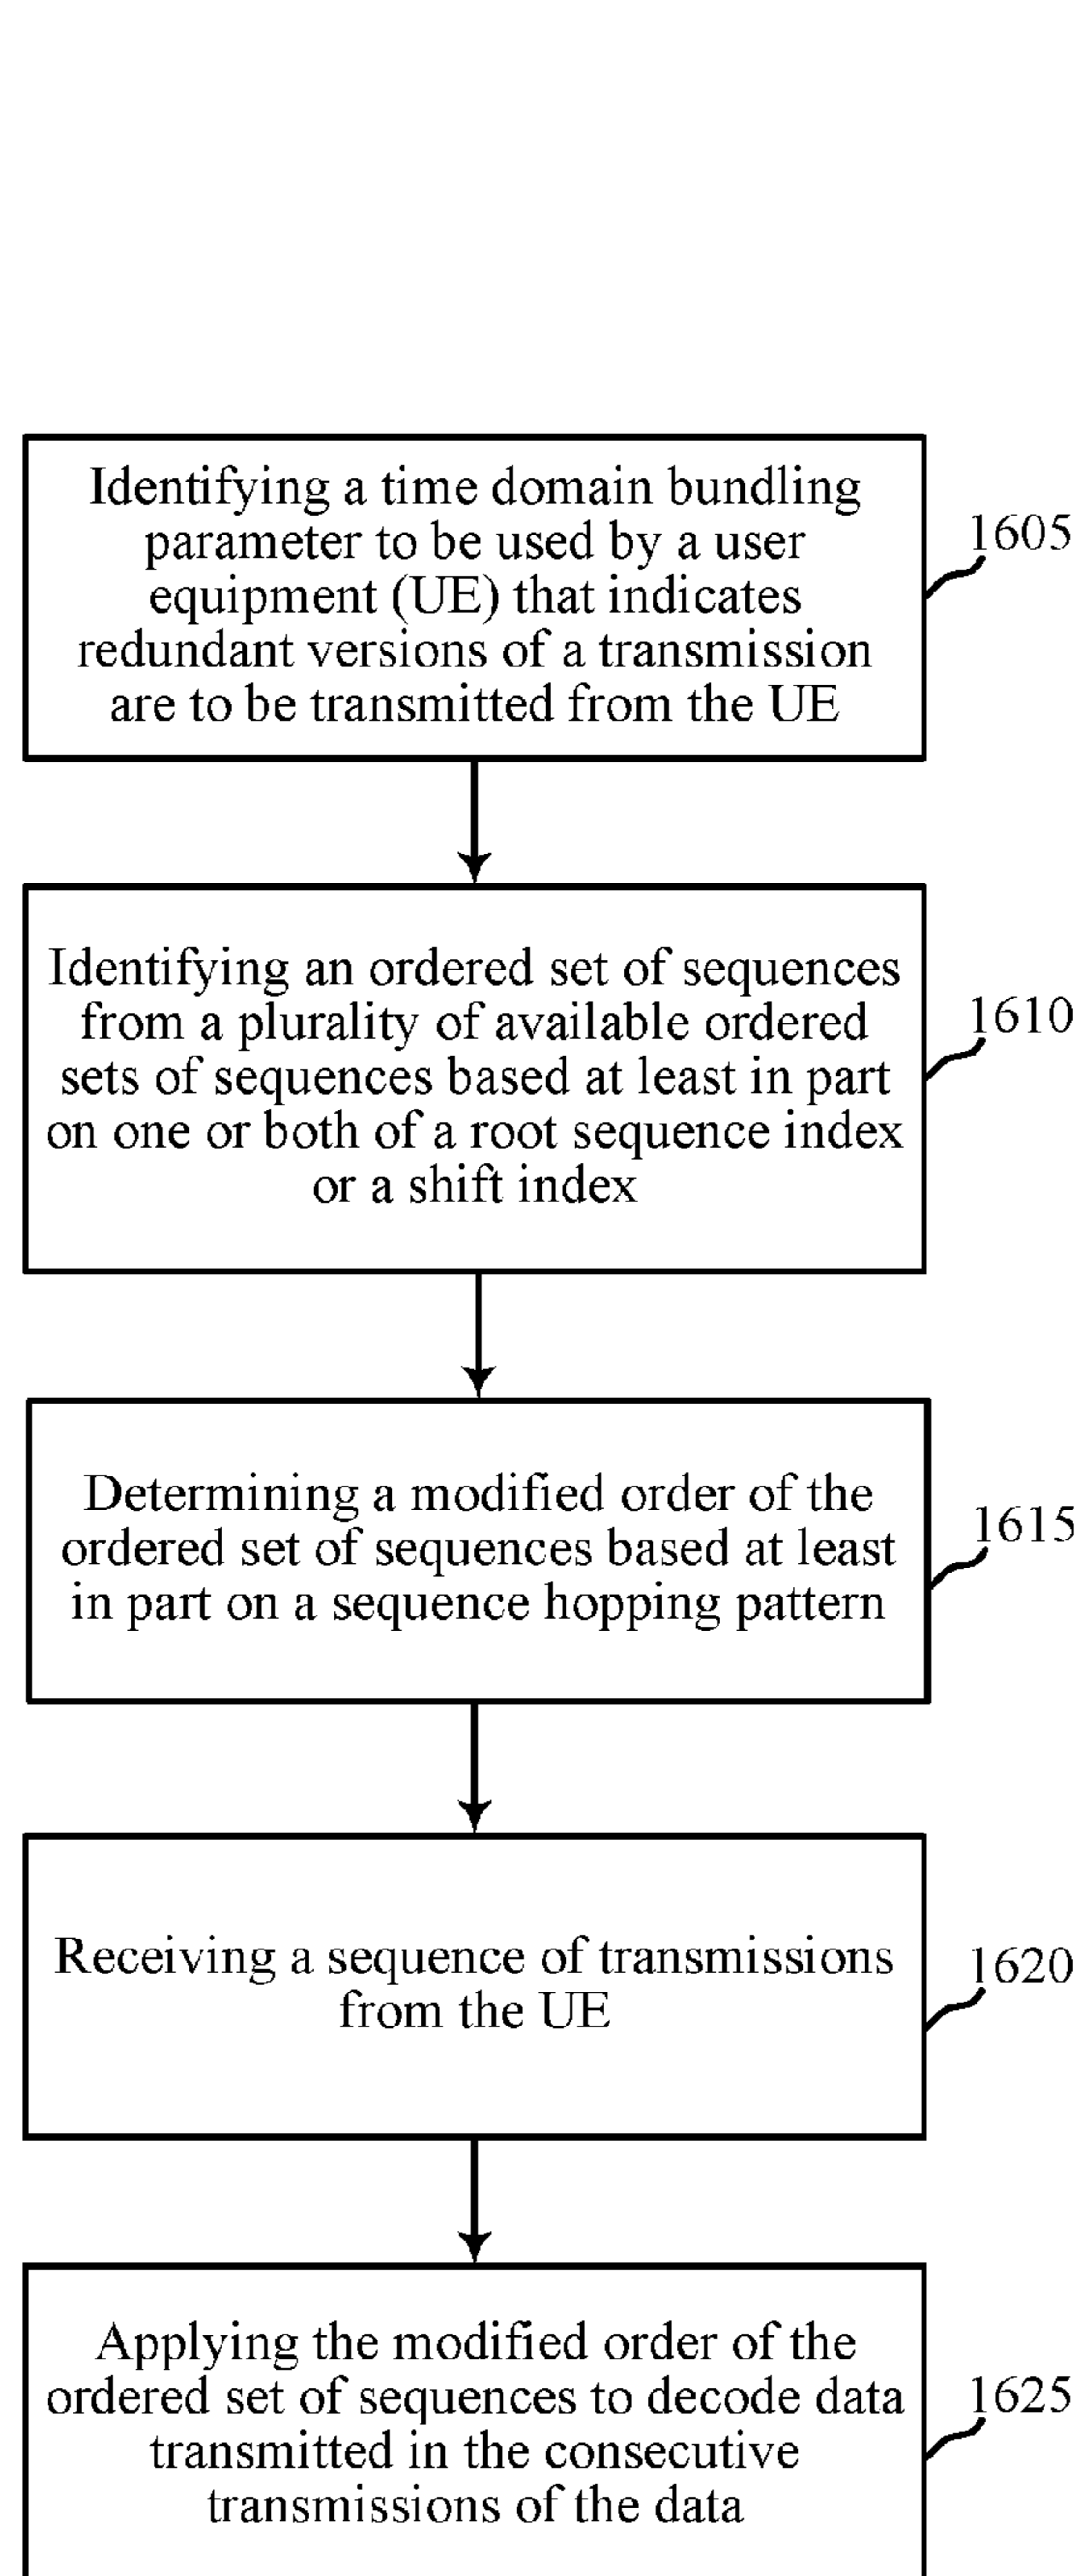 Identifying a time domain bundling
parameter to be used by a user
equipment (UE) that indicates
redundant versions of a transmission
are to be transmitted from the UE
1605
Identifying an ordered set of sequences
from a plurality of available ordered
sets of sequences based at least in part
on one or both of a root sequence index
or a shift index
1610
Determining a modified order of the
ordered set of sequences based at least
in part on a sequence hopping pattern
1615
Receiving a sequence of transmissions
from the UE
1620
Applying the modified order of the
ordered set of sequences to decode data
transmitted in the consecutive
transmissions of the data
1625